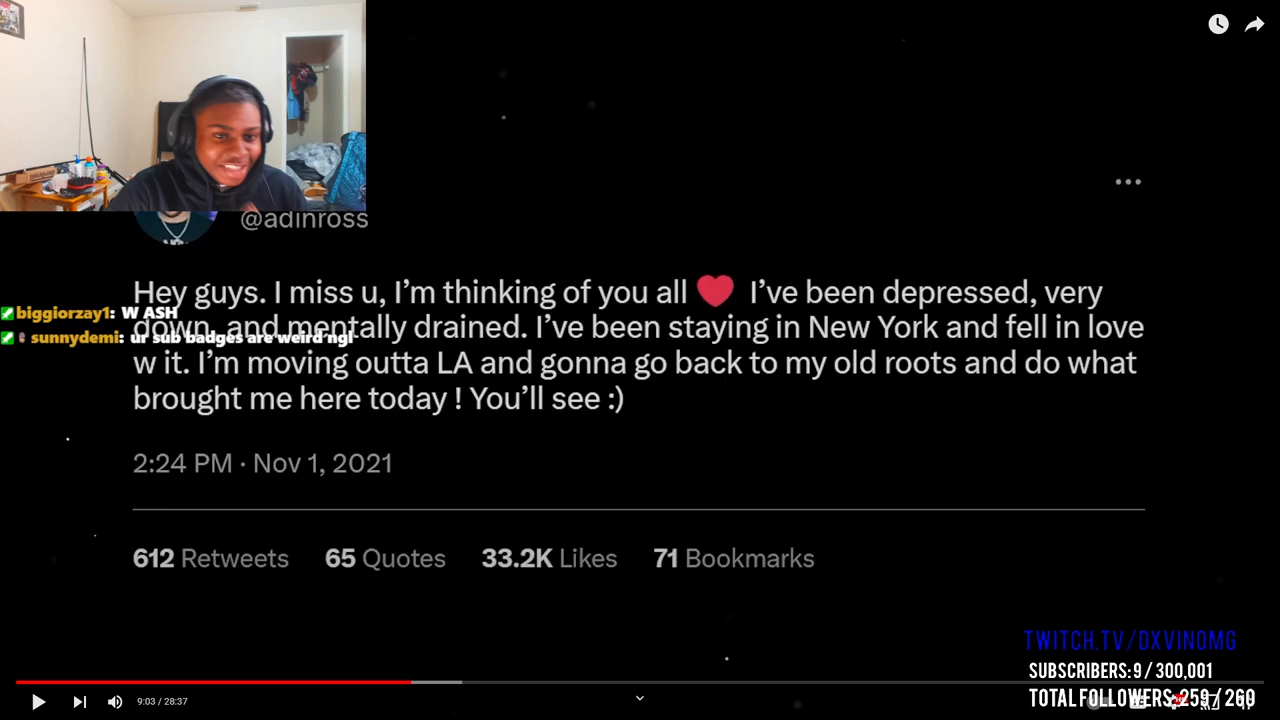 @adinross
Hey guys. I miss u, I'm thinking of you all ❤️ I've been depressed, very
down, and mentally drained. I've been staying in New York and fell in love
w it. I'm moving outta LA and gonna go back to my old roots and do what
brought me here today ! You'll see :)
biggiorzay1: W ASH
sunnydemi: ur sub badges are weird ngl
2:24 PM · Nov 1, 2021
612 Retweets 65 Quotes 33.2K Likes 71 Bookmarks
TWITCH.TV/DXVINOMG
SUBSCRIBERS: 9 / 300,001
TOTAL FOLLOWERS: 259 / 260
9:03 / 28:37